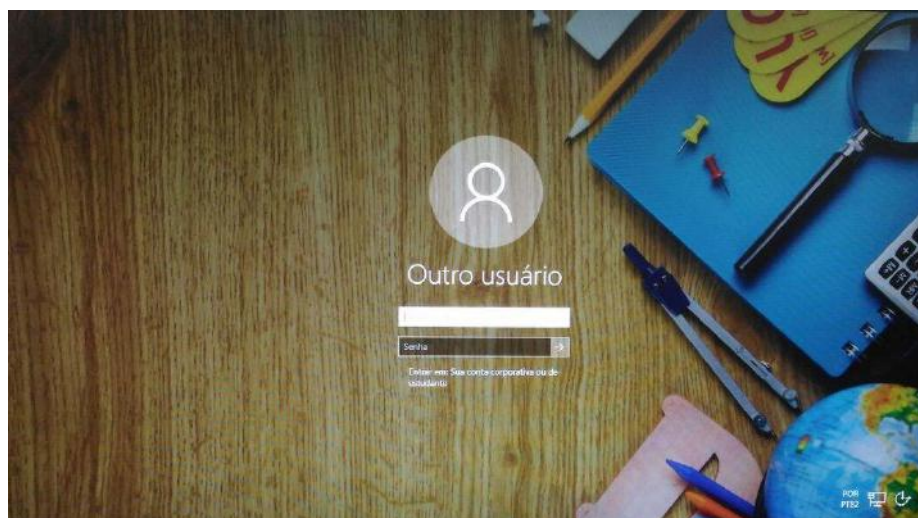 Outro usuário
Senha
Entrar em: Sua conta corporativa ou de
estudante
POR
PTB2